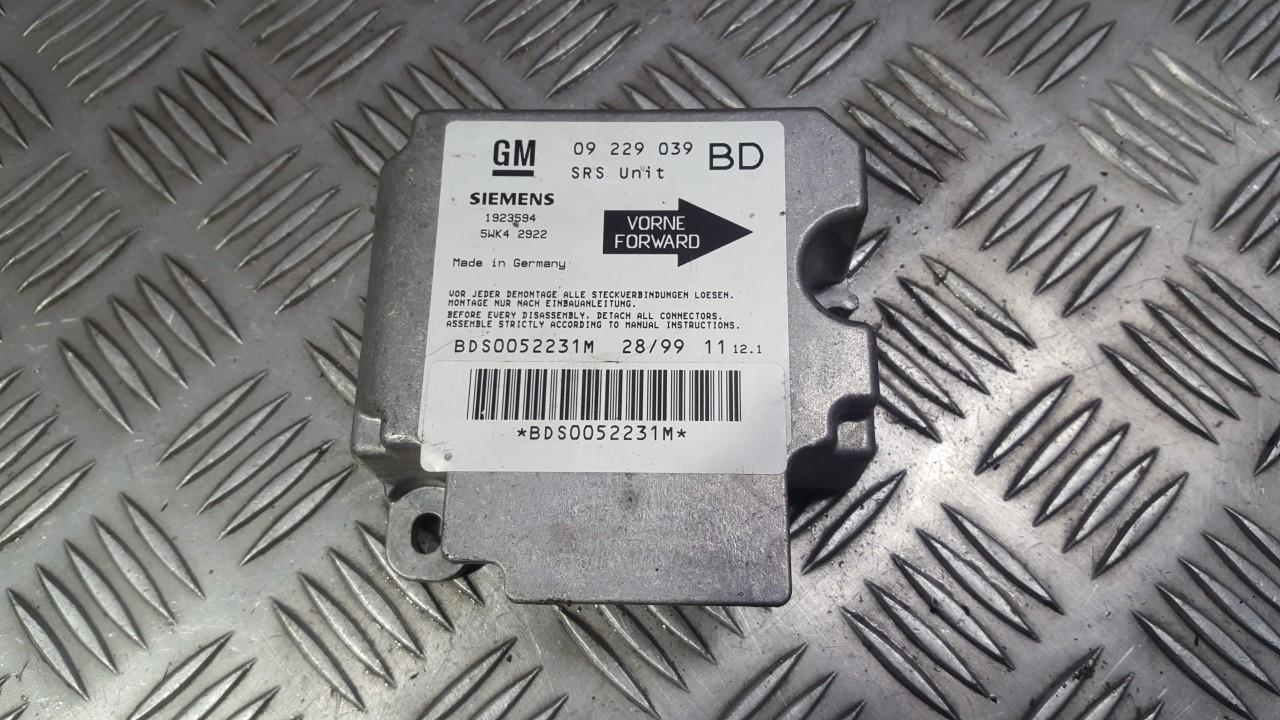 GM 09 229 039 BD
SRS Unit
SIEMENS
1923594
5WK4 2922
VORNE
FORWARD
Made in Germany
VOR JEDER DEMONTAGE ALLE STECKVERBINDUNGEN LOESEN.
MONTAGE NUR NACH EINBAUANLEITUNG.
BEFORE EVERY DISASSEMBLY, DETACH ALL CONNECTORS.
ASSEMBLE STRICTLY ACCORDING TO MANUAL INSTRUCTIONS.
BDS0052231M 28/99 11 12.1
*BDS0052231M*